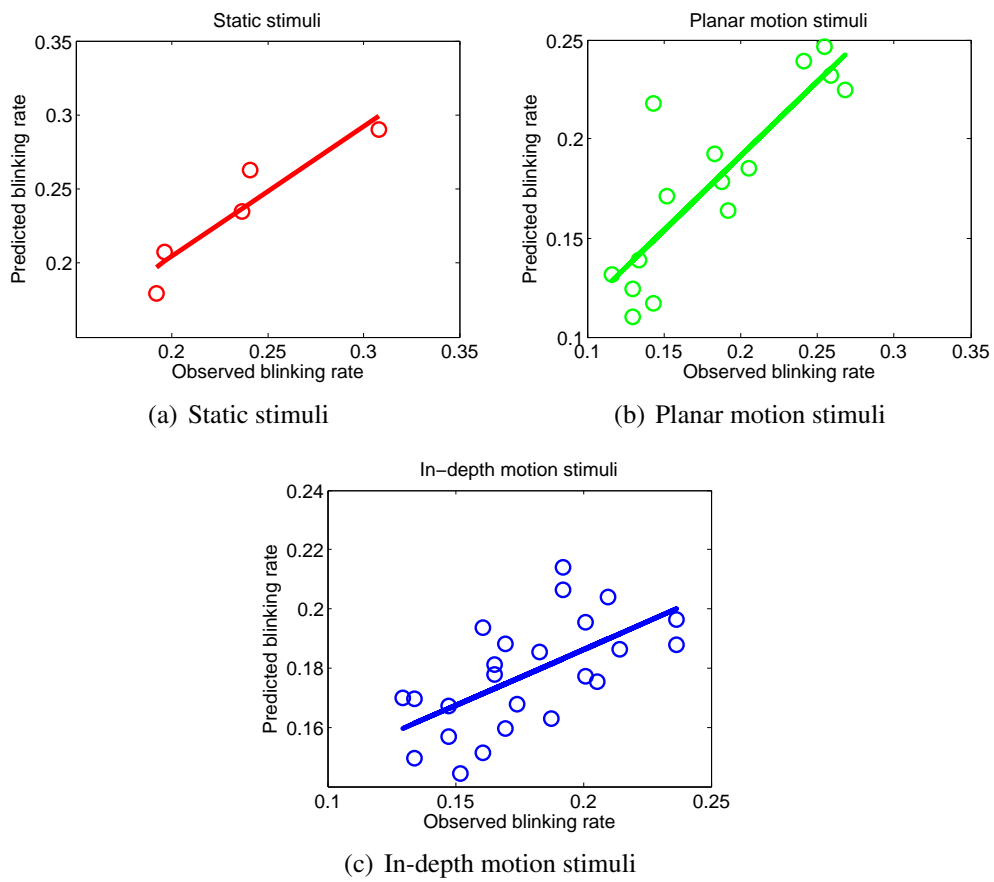 Static stimuli
0.35
0.3
0.25
0.2
Predicted blinking rate
0.2 0.25 0.3 0.35
Observed blinking rate
(a) Static stimuli
Planar motion stimuli
0.25
0.2
0.15
0.1
Predicted blinking rate
0.1 0.15 0.2 0.25 0.3 0.35
Observed blinking rate
(b) Planar motion stimuli
In−depth motion stimuli
0.24
0.22
0.2
0.18
0.16
Predicted blinking rate
0.1 0.15 0.2 0.25
Observed blinking rate
(c) In-depth motion stimuli